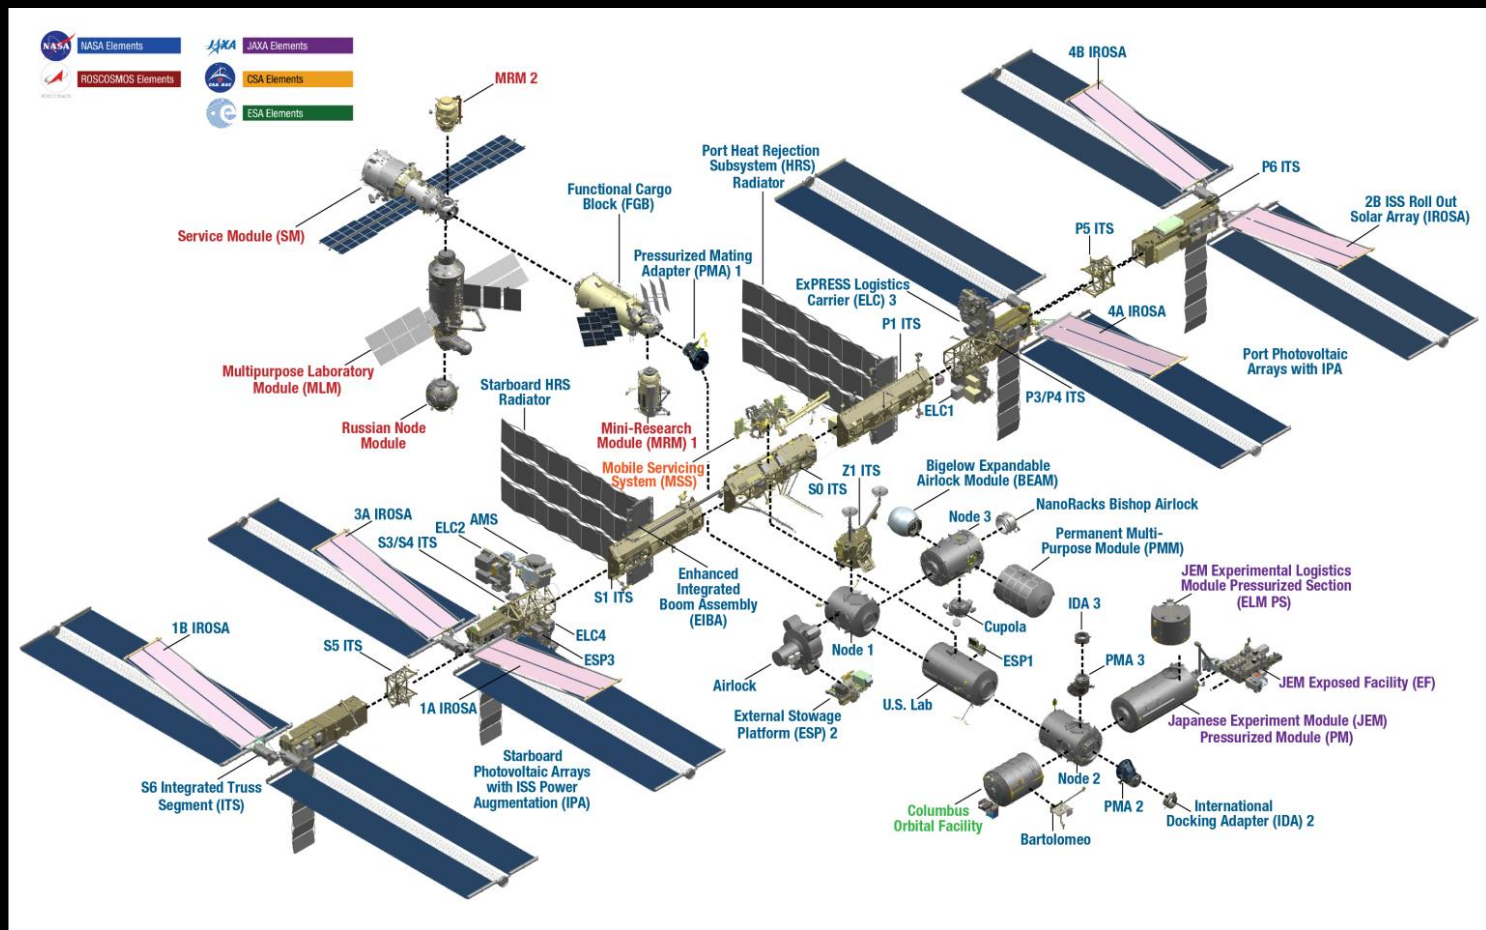 NASA
NASA Elements
JAXA
JAXA Elements
ROSCOSMOS Elements
ROSCOSMOS
CSA ASC
CSA Elements
esa
ESA Elements
MRM 2
4B IROSA
Port Heat Rejection
Subsystem (HRS)
Radiator
P6 ITS
Functional Cargo
Block (FGB)
2B ISS Roll Out
Solar Array (IROSA)
Service Module (SM)
P5 ITS
Pressurized Mating
Adapter (PMA) 1
ExPRESS Logistics
Carrier (ELC) 3
4A IROSA
P1 ITS
Port Photovoltaic
Arrays with IPA
Multipurpose Laboratory
Module (MLM)
Starboard HRS
Radiator
P3/P4 ITS
ELC1
Russian Node
Module
Mini-Research
Module (MRM) 1
Mobile Servicing
System (MSS)
Z1 ITS
S0 ITS
Bigelow Expandable
Airlock Module (BEAM)
NanoRacks Bishop Airlock
Node 3
Permanent Multi-
Purpose Module (PMM)
3A IROSA
AMS
ELC2
S3/S4 ITS
JEM Experimental Logistics
Module Pressurized Section
(ELM PS)
Enhanced
Integrated
Boom Assembly
(EIBA)
S1 ITS
IDA 3
1B IROSA
S5 ITS
ELC4
ESP3
Node 1
Cupola
ESP1
PMA 3
Airlock
JEM Exposed Facility (EF)
1A IROSA
U.S. Lab
External Stowage
Platform (ESP) 2
Japanese Experiment Module (JEM)
Pressurized Module (PM)
Starboard
Photovoltaic Arrays
with ISS Power
Augmentation (IPA)
S6 Integrated Truss
Segment (ITS)
Node 2
PMA 2
International
Docking Adapter (IDA) 2
Columbus
Orbital Facility
Bartolomeo